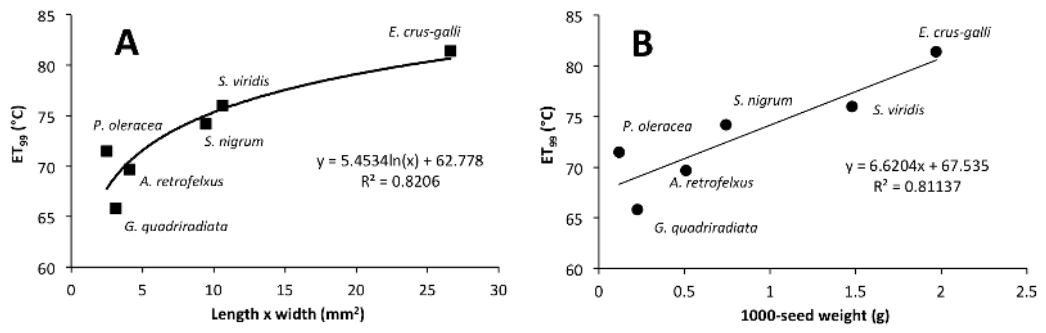 A
85
80
75
70
65
60
ET99 (°C)
E. crus-galli
S. viridis
P. oleracea
S. nigrum
A. retrofelxus
G. quadriradiata
y = 5.4534ln(x) + 62.778
R² = 0.8206
0 5 10 15 20 25 30
Length x width (mm²)
B
85
80
75
70
65
60
ET99 (°C)
E. crus-galli
S. nigrum
S. viridis
P. oleracea
A. retrofelxus
G. quadriradiata
y = 6.6204x + 67.535
R² = 0.81137
0 0.5 1 1.5 2 2.5
1000-seed weight (g)